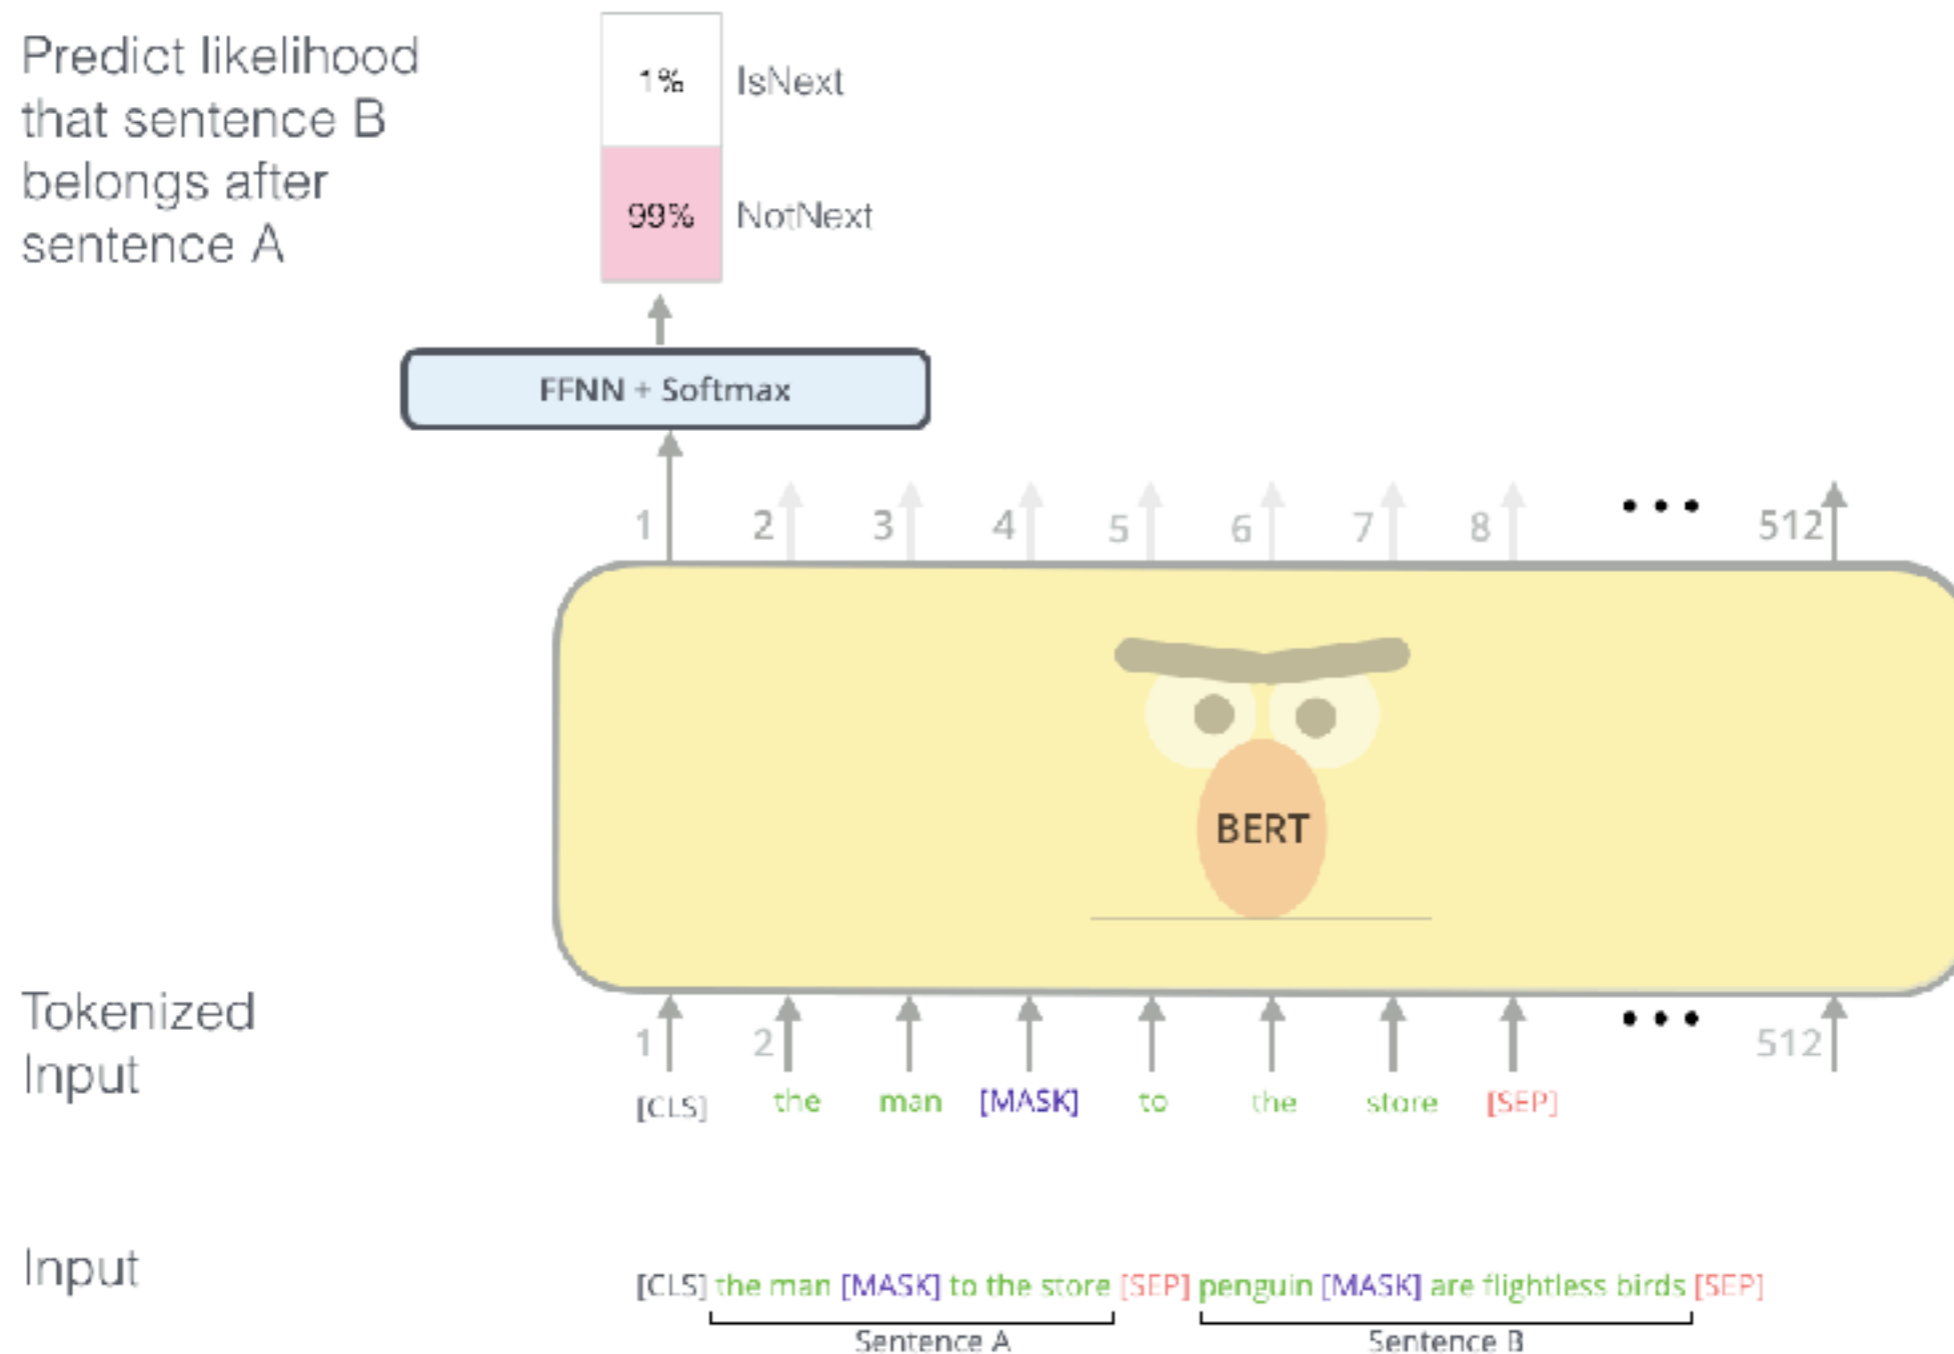 Predict likelihood
that sentence B
belongs after
sentence A
1% IsNext
99% NotNext
FFNN + Softmax
1 2 3 4 5 6 7 8 ••• 512
BERT
Tokenized
Input
1 2 ••• 512
[CLS] the man [MASK] to the store [SEP]
Input
[CLS] the man [MASK] to the store [SEP] penguin [MASK] are flightless birds [SEP]
Sentence A Sentence B